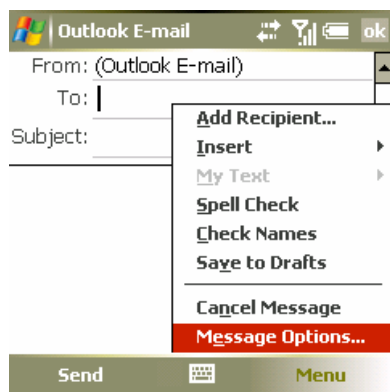 Outlook E-mail ok
From: (Outlook E-mail)
To:
Subject:
Add Recipient...
Insert
My Text
Spell Check
Check Names
Save to Drafts
Cancel Message
Message Options...
Send Menu